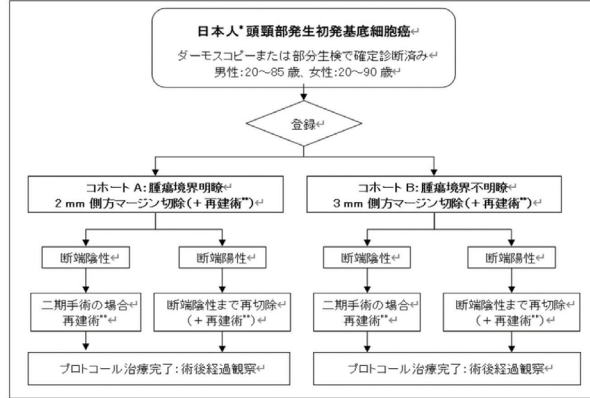 日本人*頭頸部発生初発基底細胞癌↵
ダーモスコピーまたは部分生検で確定診断済み↵
男性：20～85歳、女性：20～90歳↵
登録↵
コホートA：腫瘍境界明瞭
2 mm 側方マージン切除（+ 再建術**）↵
コホートB：腫瘍境界不明瞭
3 mm 側方マージン切除（+ 再建術**）↵
断端陰性↵
断端陽性↵
断端陰性↵
断端陽性↵
二期手術の場合
再建術**↵
断端陰性まで再切除
（+ 再建術**）↵
二期手術の場合
再建術**↵
断端陰性まで再切除
（+ 再建術**）↵
プロトコール治療完了：術後経過観察↵
プロトコール治療完了：術後経過観察↵